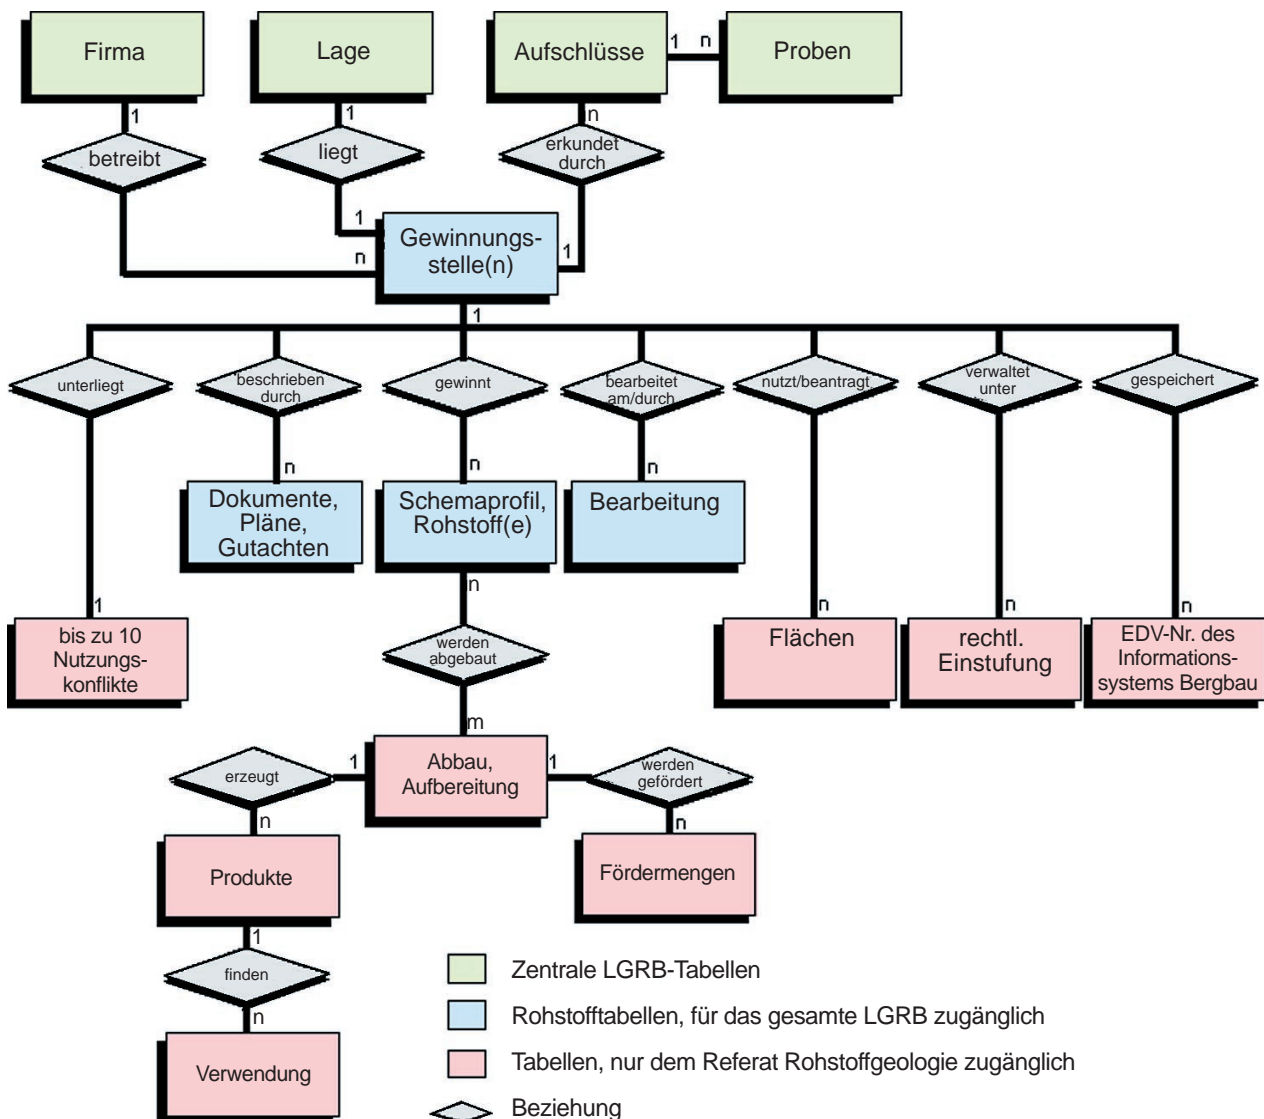 Firma
Lage
Aufschlüsse
1 n
Proben
1
1
n
betreibt
liegt
erkundet
durch
1
n
Gewinnungs-
stelle(n)
1
1
unterliegt
beschrieben
durch
gewinnt
bearbeitet
am/durch
nutzt/beantragt
verwaltet
unter
gespeichert
n
n
n
Dokumente,
Pläne,
Gutachten
Schemaprofil,
Rohstoff(e)
Bearbeitung
n
1
n
n
n
bis zu 10
Nutzungs-
konflikte
werden
abgebaut
Flächen
rechtl.
Einstufung
EDV-Nr. des
Informations-
systems Bergbau
m
erzeugt
1
Abbau,
Aufbereitung
1
werden
gefördert
n
n
Produkte
Fördermengen
1
finden
n
Verwendung
Zentrale LGRB-Tabellen
Rohstofftabellen, für das gesamte LGRB zugänglich
Tabellen, nur dem Referat Rohstoffgeologie zugänglich
Beziehung